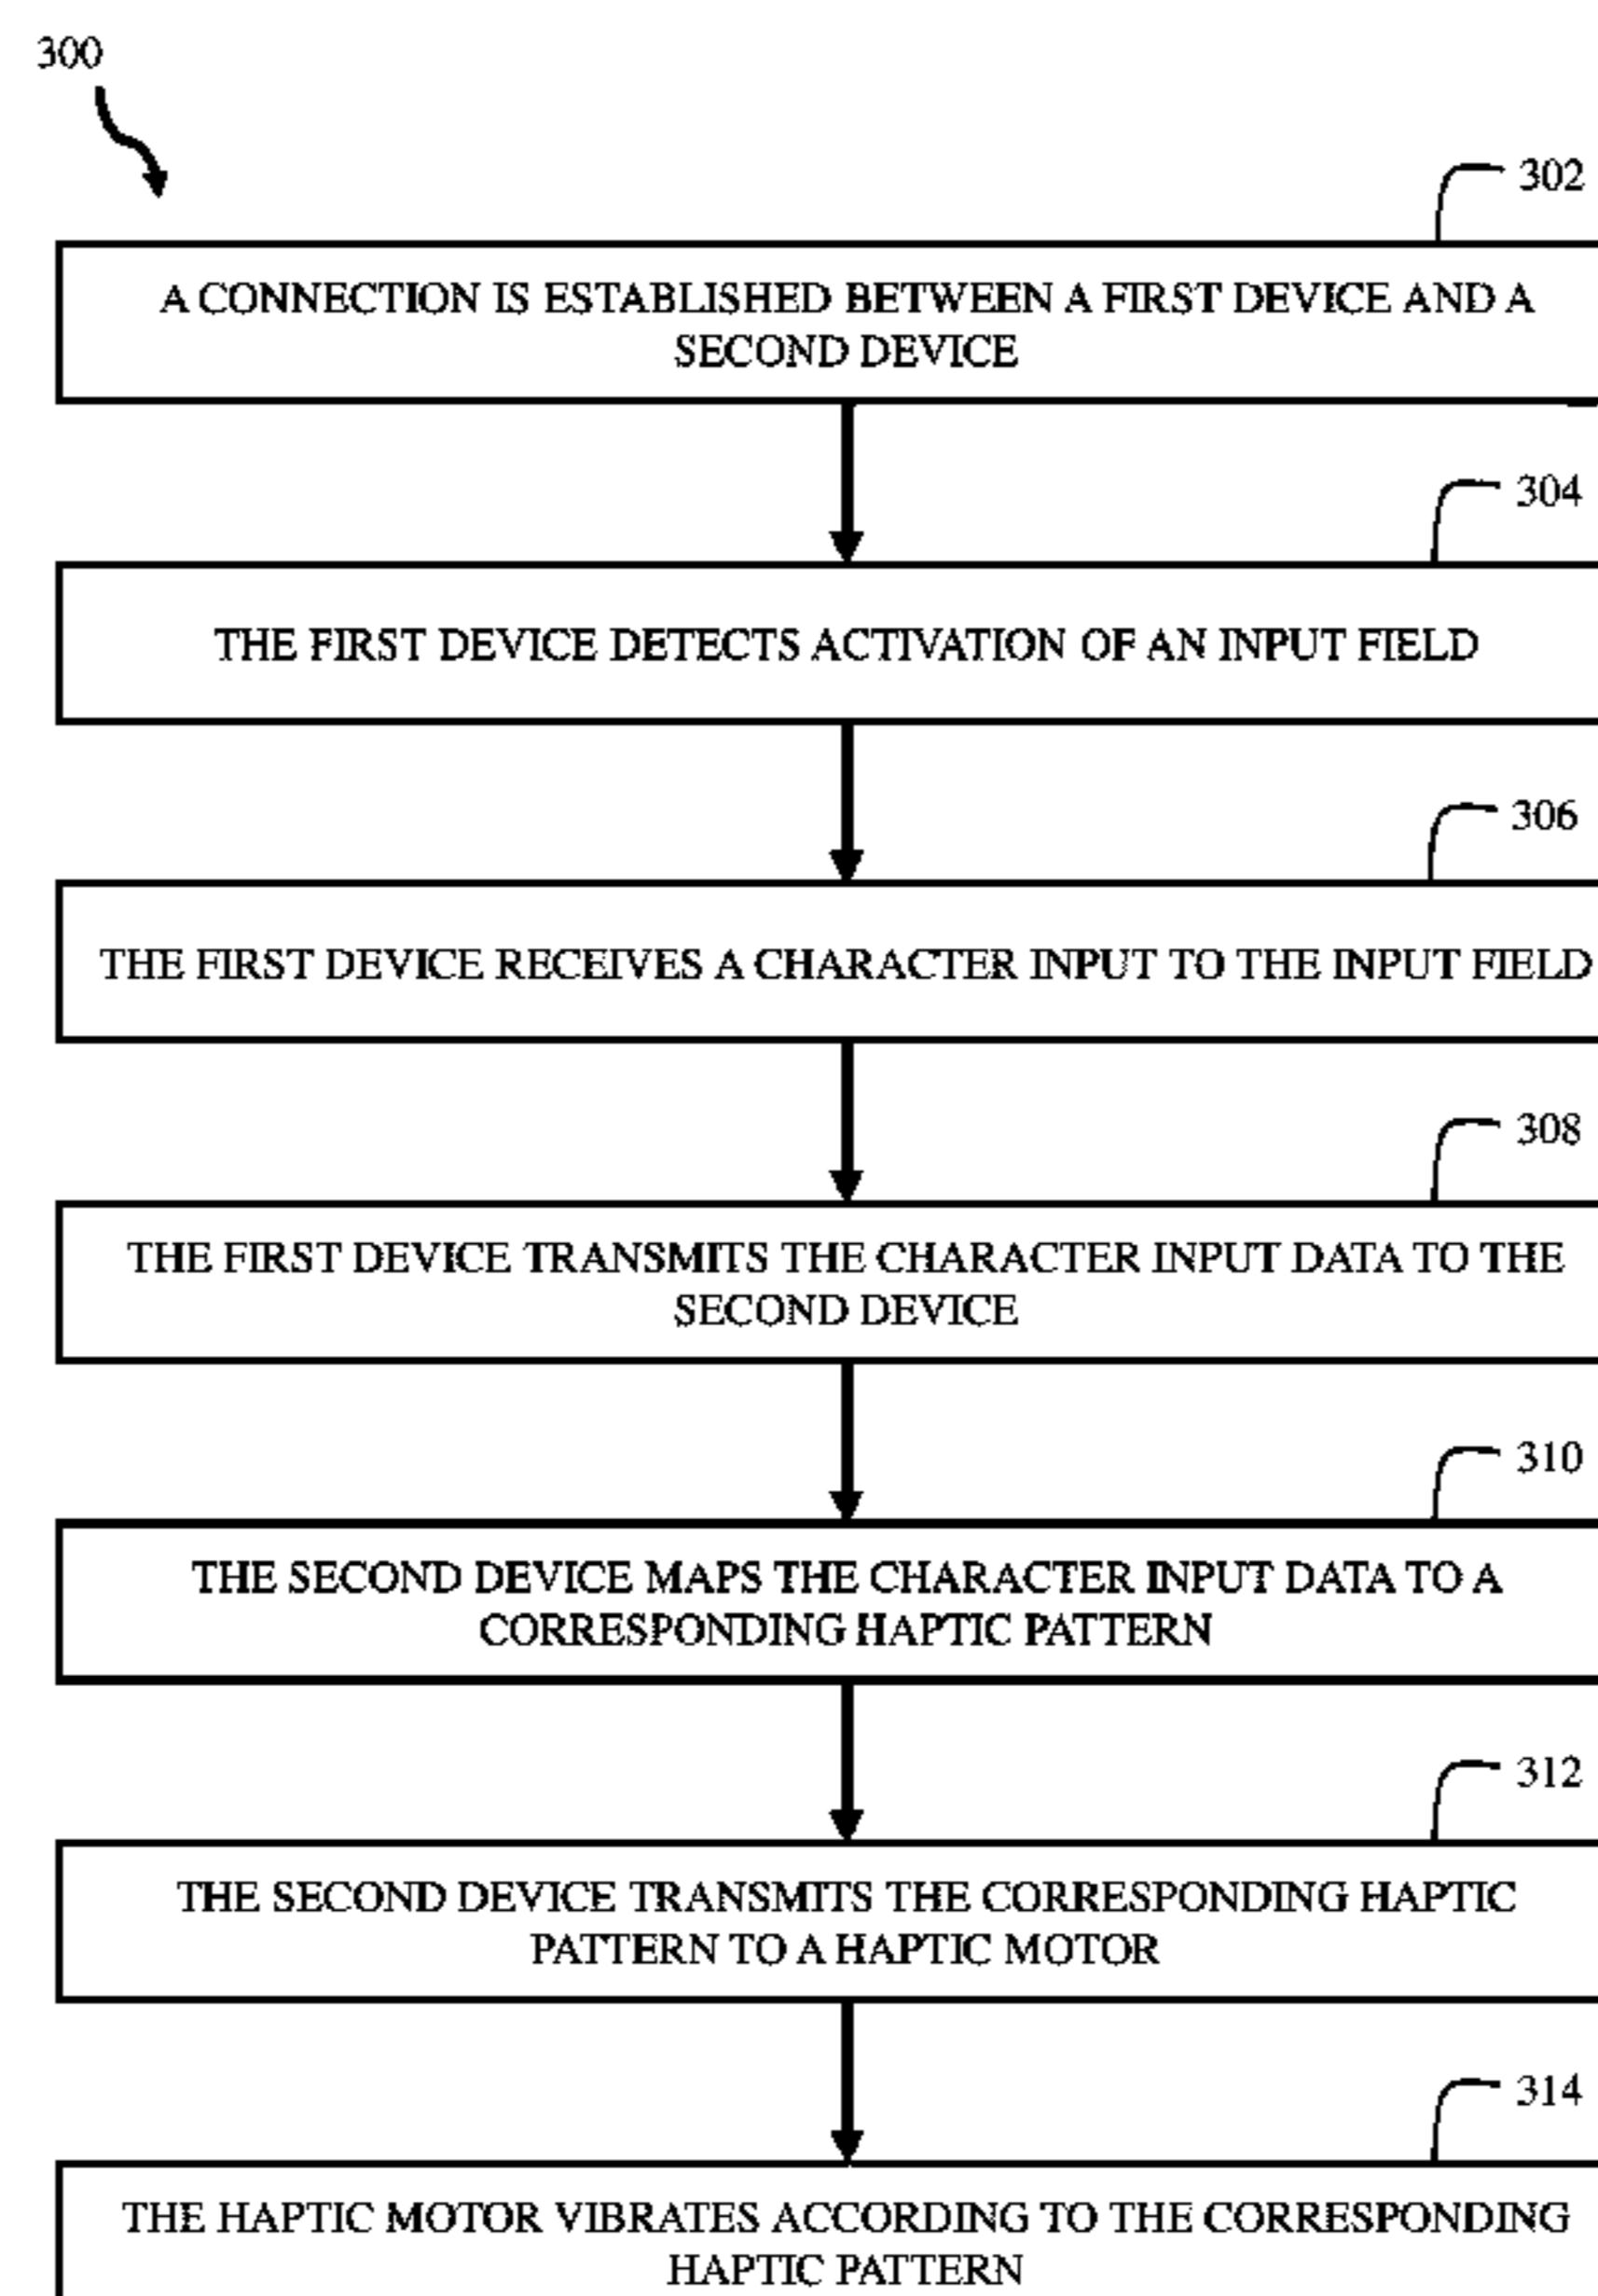 300
302
A CONNECTION IS ESTABLISHED BETWEEN A FIRST DEVICE AND A
SECOND DEVICE
304
THE FIRST DEVICE DETECTS ACTIVATION OF AN INPUT FIELD
306
THE FIRST DEVICE RECEIVES A CHARACTER INPUT TO THE INPUT FIELD
308
THE FIRST DEVICE TRANSMITS THE CHARACTER INPUT DATA TO THE
SECOND DEVICE
310
THE SECOND DEVICE MAPS THE CHARACTER INPUT DATA TO A
CORRESPONDING HAPTIC PATTERN
312
THE SECOND DEVICE TRANSMITS THE CORRESPONDING HAPTIC
PATTERN TO A HAPTIC MOTOR
314
THE HAPTIC MOTOR VIBRATES ACCORDING TO THE CORRESPONDING
HAPTIC PATTERN